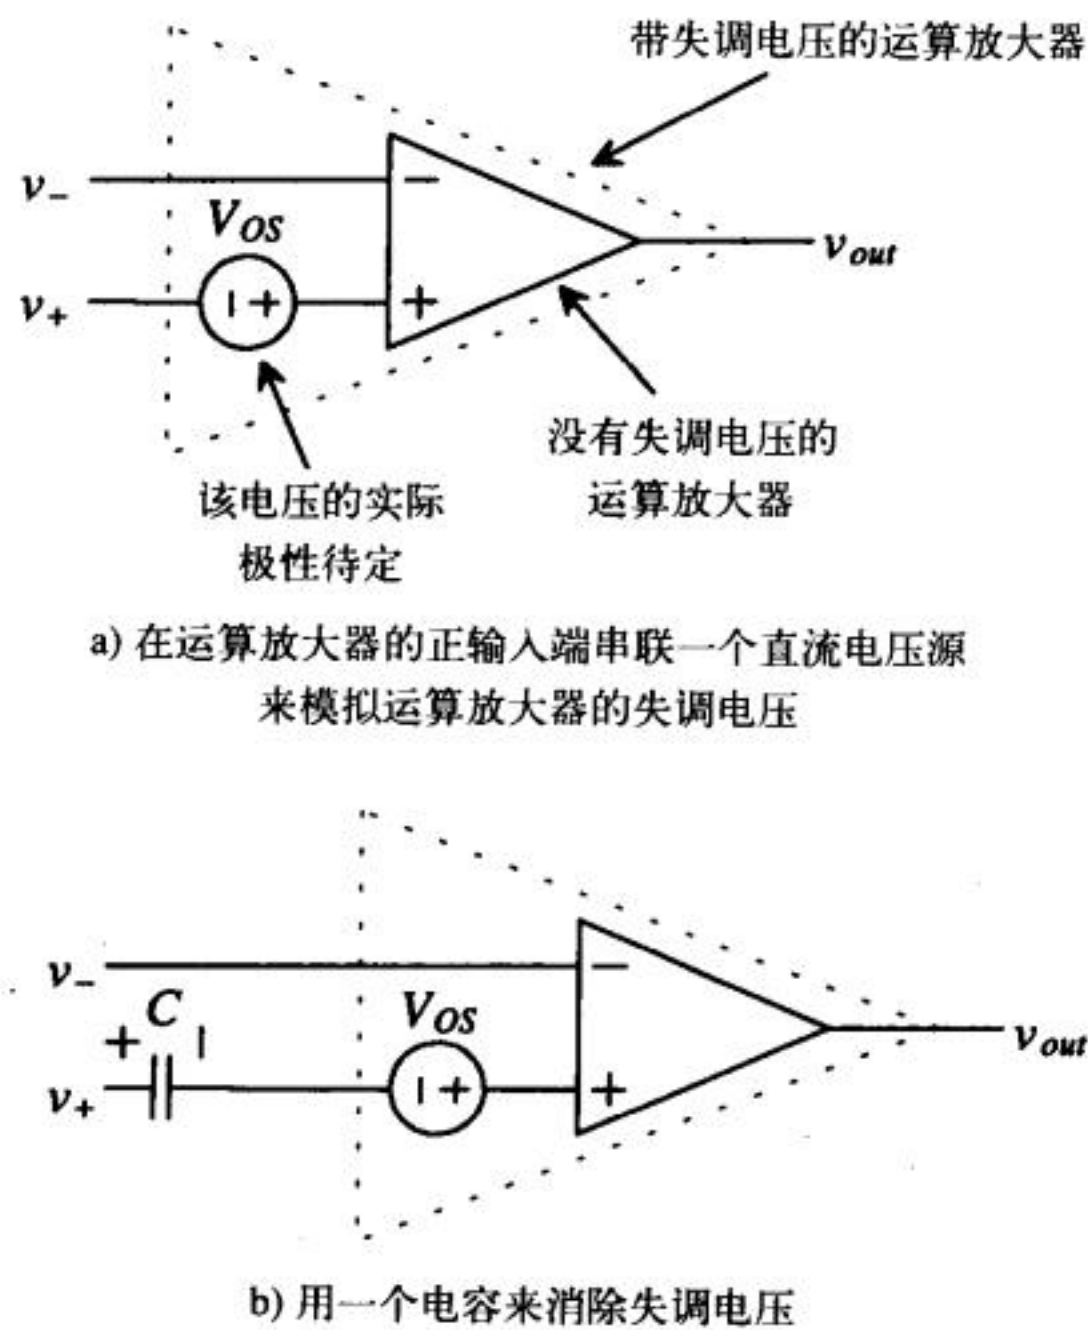 带失调电压的运算放大器
v₋
V_OS
− +
v₊
−
+
v_out
没有失调电压的
运算放大器
该电压的实际
极性待定
a) 在运算放大器的正输入端串联一个直流电压源
来模拟运算放大器的失调电压
v₋
+ C −
V_OS
− +
v₊
−
+
v_out
b) 用一个电容来消除失调电压